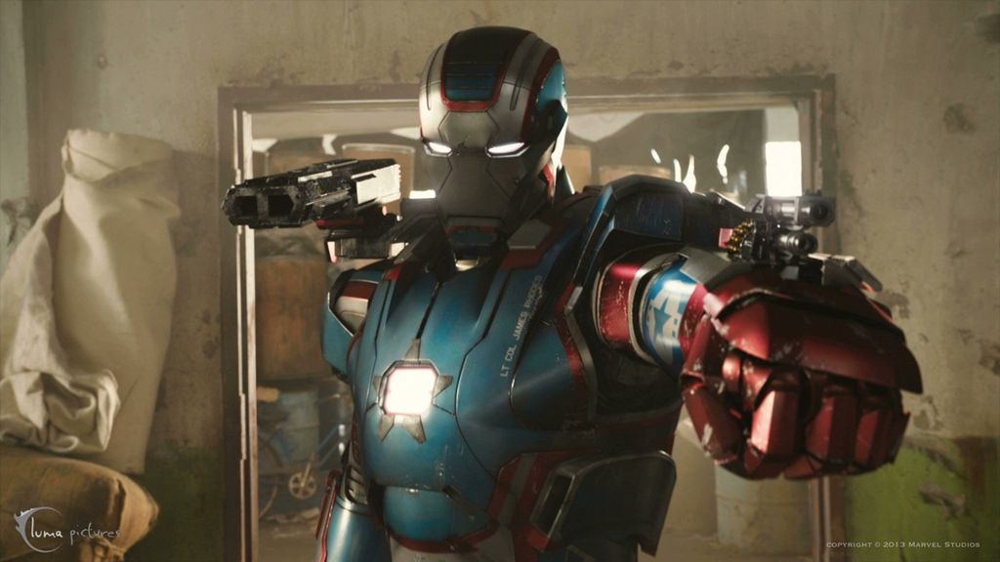 LT COL JAMES RHODES
luma pictures
COPYRIGHT © 2013 MARVEL STUDIOS